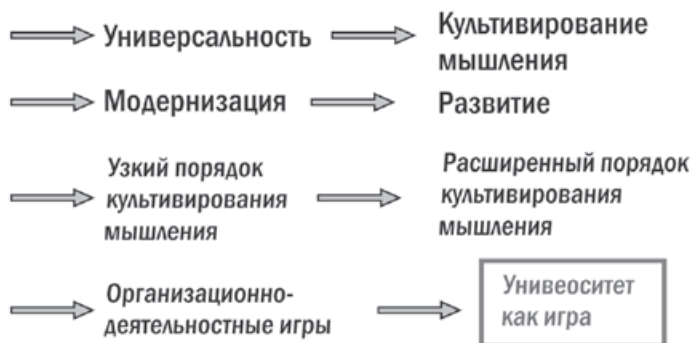 Универсальность
Культивирование
мышления
Модернизация
Развитие
Узкий порядок
культивирования
мышления
Расширенный порядок
культивирования
мышления
Организационно-
деятельностные игры
Унивеоситет
как игра